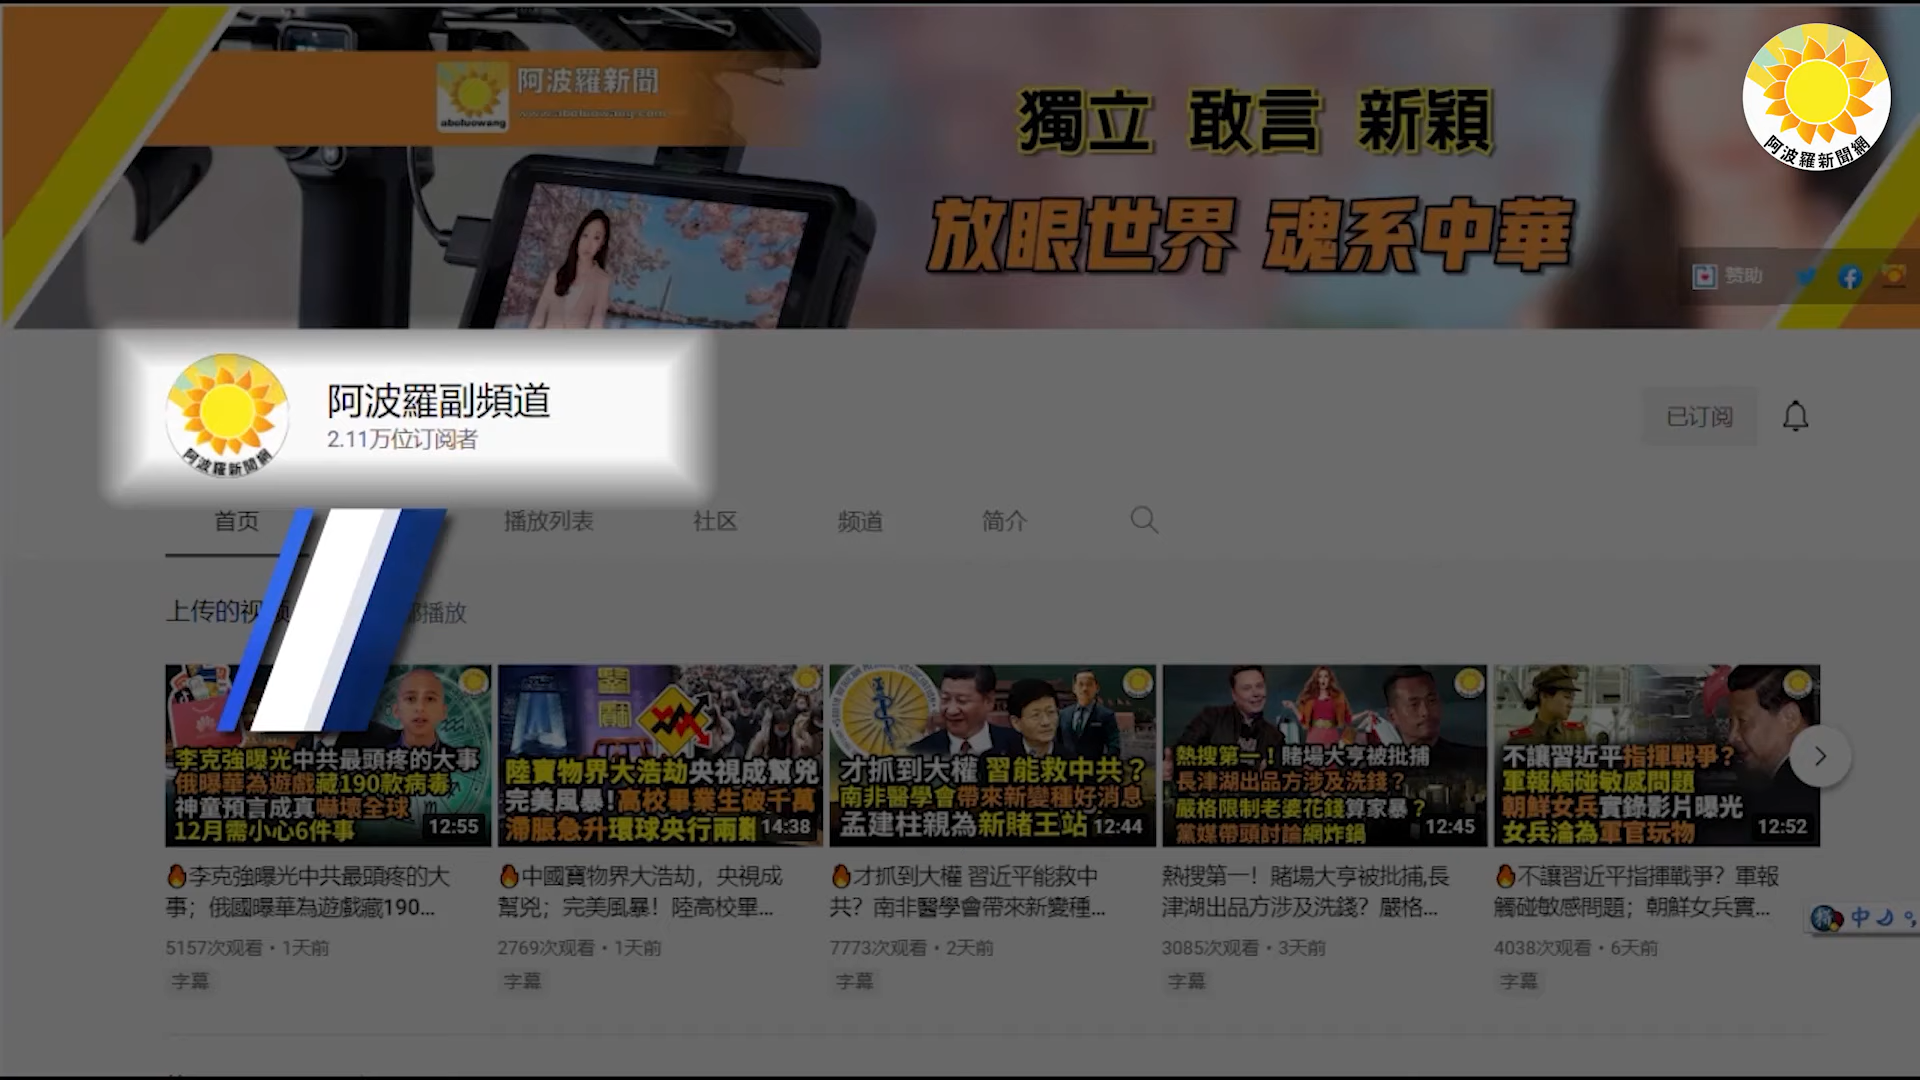 阿波羅新聞
www.aboluowang.com
aboluowang
獨立 敢言 新穎
放眼世界 魂系中華
阿波羅新聞網
赞助
阿波羅新聞網
阿波羅副頻道
2.11万位订阅者
已订阅
首页
播放列表
社区
频道
简介
上传的视频
部播放
李克強曝光中共最頭疼的大事
俄曝華為遊戲藏190款病毒
神童預言成真嚇壞全球
12月需小心6件事
12:55
陸寶物界大浩劫央視成幫兇
完美風暴!高校畢業生破千萬
滯脹急升環球央行兩難
14:38
才抓到大權 習能救中共?
南非醫學會帶來新變種好消息
孟建柱親為新賭王站
12:44
熱搜第一!賭場大亨被批捕
長津湖出品方涉及洗錢?
嚴格限制老婆花錢算家暴?
黨媒帶頭討論網炸鍋
12:45
不讓習近平指揮戰爭?
軍報觸碰敏感問題
朝鮮女兵實錄影片曝光
女兵淪為軍官玩物
12:52
🔥李克強曝光中共最頭疼的大
事；俄國曝華為遊戲藏190...
5157次观看・1天前
字幕
🔥中國寶物界大浩劫，央視成
幫兇；完美風暴！陸高校畢...
2769次观看・1天前
字幕
🔥才抓到大權 習近平能救中
共？南非醫學會帶來新變種...
7773次观看・2天前
字幕
熱搜第一！賭場大亨被批捕,長
津湖出品方涉及洗錢？嚴格...
3085次观看・3天前
字幕
🔥不讓習近平指揮戰爭？軍報
觸碰敏感問題；朝鮮女兵實...
4038次观看・6天前
字幕
中